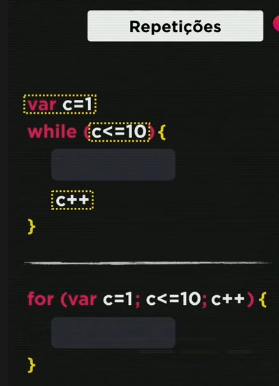 Repetições
var c=1
while (c<=10) {
c++
}
for (var c=1; c<=10; c++) {
}